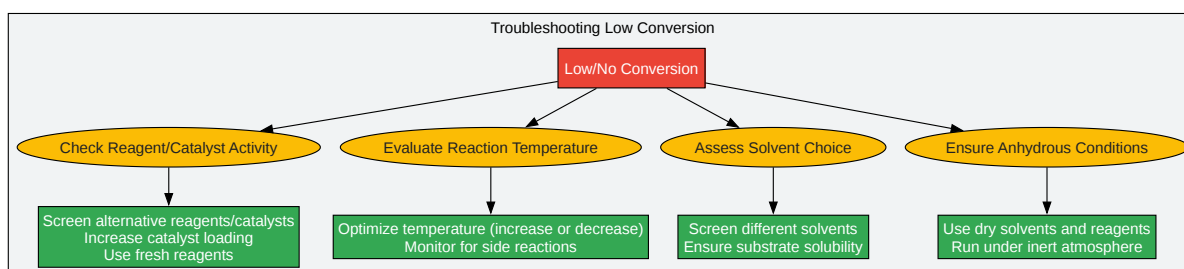 Troubleshooting Low Conversion
Low/No Conversion
Check Reagent/Catalyst Activity
Evaluate Reaction Temperature
Assess Solvent Choice
Ensure Anhydrous Conditions
Screen alternative reagents/catalysts
Increase catalyst loading
Use fresh reagents
Optimize temperature (increase or decrease)
Monitor for side reactions
Screen different solvents
Ensure substrate solubility
Use dry solvents and reagents
Run under inert atmosphere